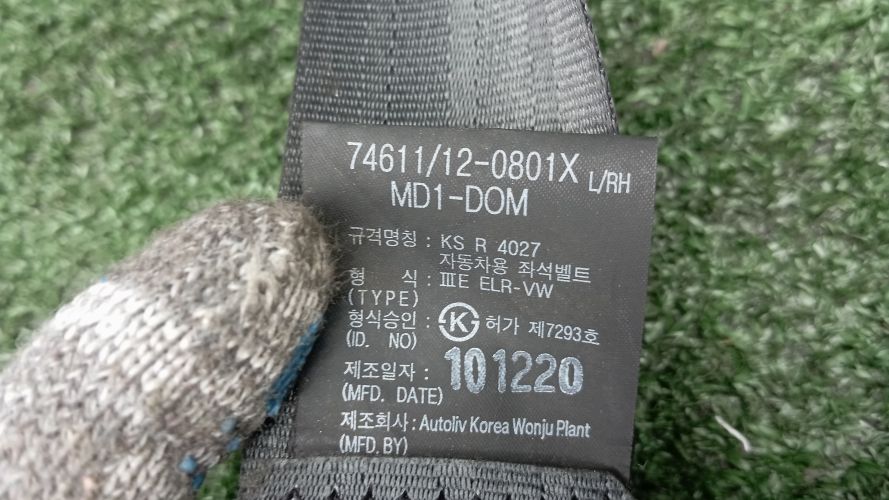 74611/12-0801X L/RH
MD1-DOM
규격명칭 : KS R 4027
자동차용 좌석벨트
형 식 : ⅢE ELR-VW
(TYPE)
형식승인 : K 허가 제7293호
(ID. NO)
제조일자 : 101220
(MFD. DATE)
제조회사 : Autoliv Korea Wonju Plant
(MFD. BY)